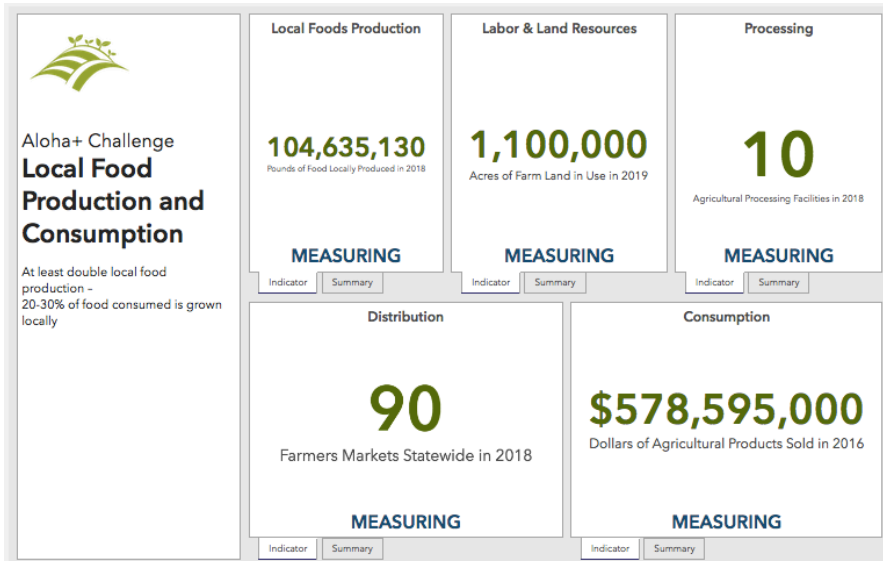 Aloha+ Challenge
Local Food
Production and
Consumption
At least double local food
production –
20-30% of food consumed is grown
locally
Local Foods Production
104,635,130
Pounds of Food Locally Produced in 2018
MEASURING
Indicator
Summary
Labor & Land Resources
1,100,000
Acres of Farm Land in Use in 2019
MEASURING
Indicator
Summary
Processing
10
Agricultural Processing Facilities in 2018
MEASURING
Indicator
Summary
Distribution
90
Farmers Markets Statewide in 2018
MEASURING
Indicator
Summary
Consumption
$578,595,000
Dollars of Agricultural Products Sold in 2016
MEASURING
Indicator
Summary